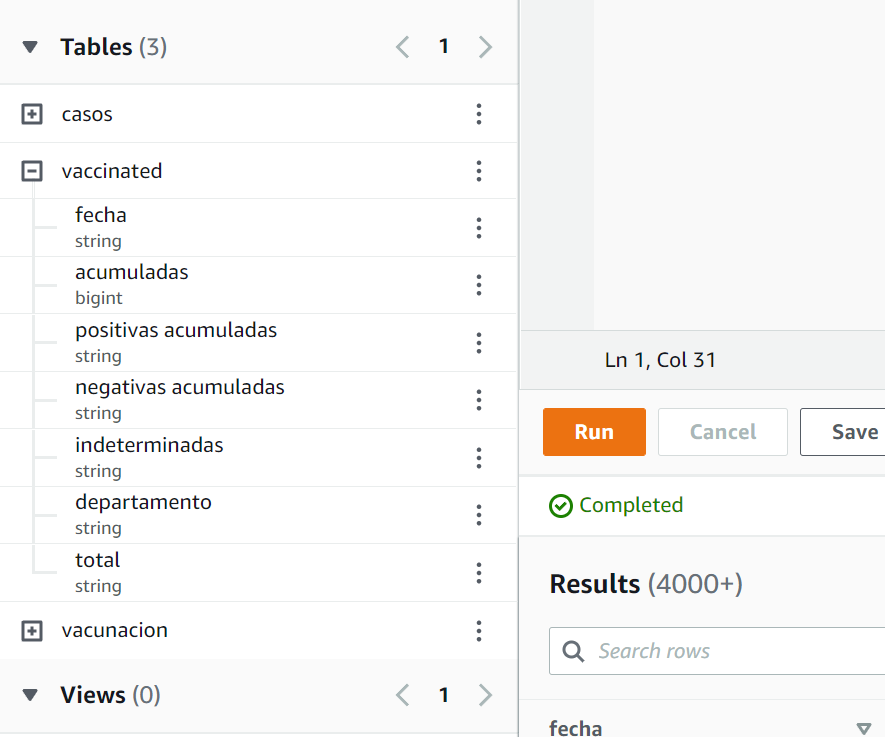 Tables (3)
1
casos
vaccinated
fecha
string
acumuladas
bigint
positivas acumuladas
string
negativas acumuladas
string
indeterminadas
string
departamento
string
total
string
vacunacion
Views (0)
1
Ln 1, Col 31
Run
Cancel
Save
Completed
Results (4000+)
Search rows
fecha